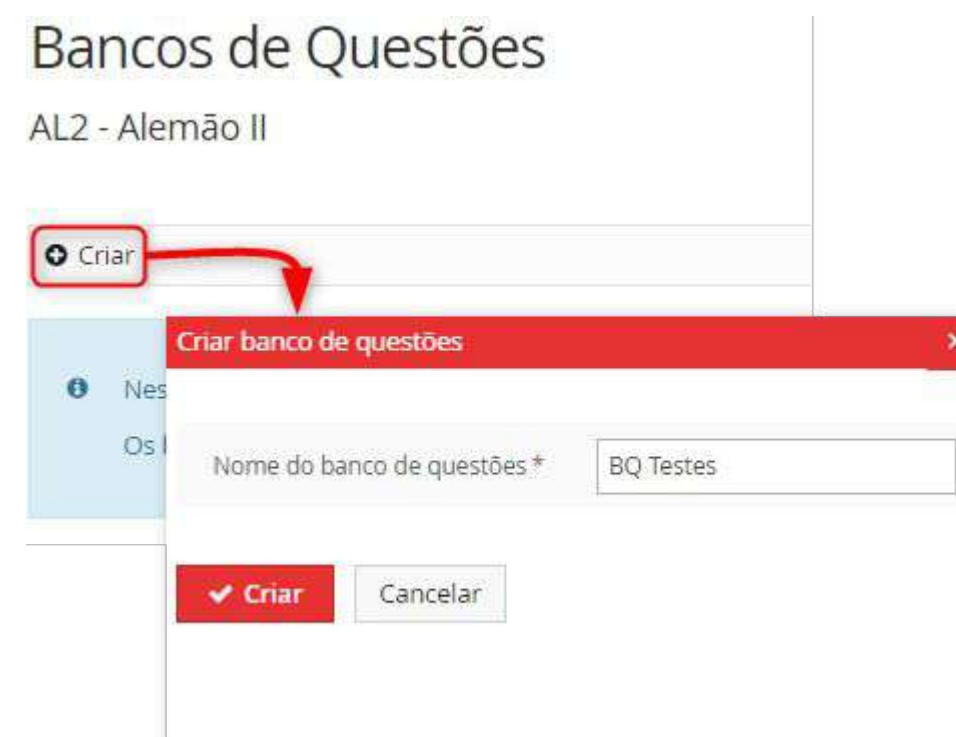 Bancos de Questões
AL2 - Alemão II
Criar
Criar banco de questões
Nes
Os
Nome do banco de questões *
BQ Testes
Criar
Cancelar